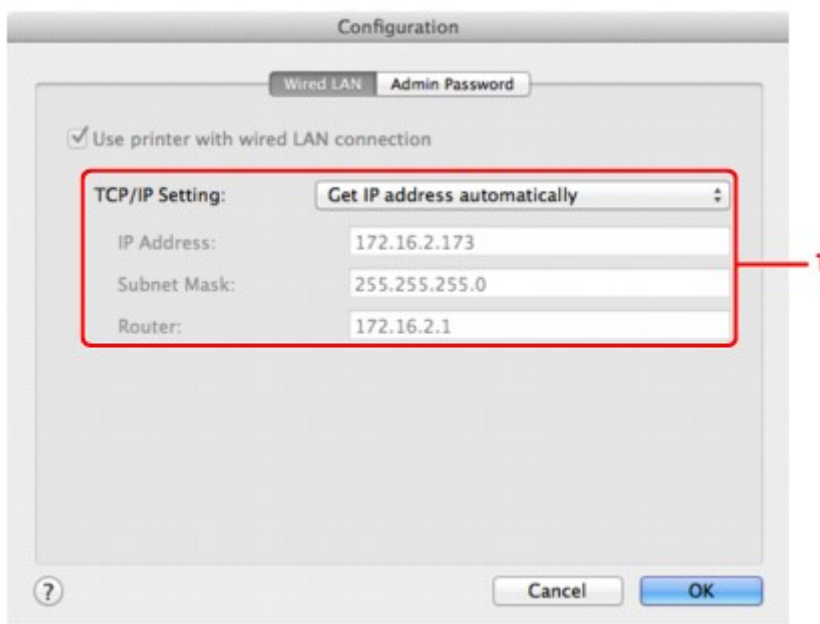 Configuration
Wired LAN Admin Password
Use printer with wired LAN connection
TCP/IP Setting: Get IP address automatically
IP Address: 172.16.2.173
Subnet Mask: 255.255.255.0
Router: 172.16.2.1
? Cancel OK